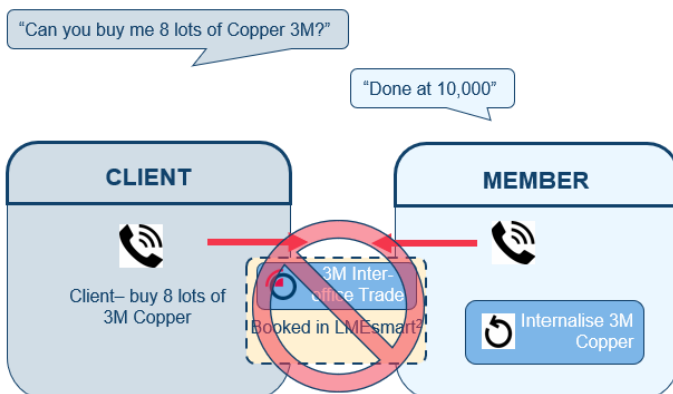 “Can you buy me 8 lots of Copper 3M?”
“Done at 10,000”
CLIENT
MEMBER
Client– buy 8 lots of
3M Copper
3M Inter-
office Trade
Booked in LMEsmart²
Internalise 3M
Copper